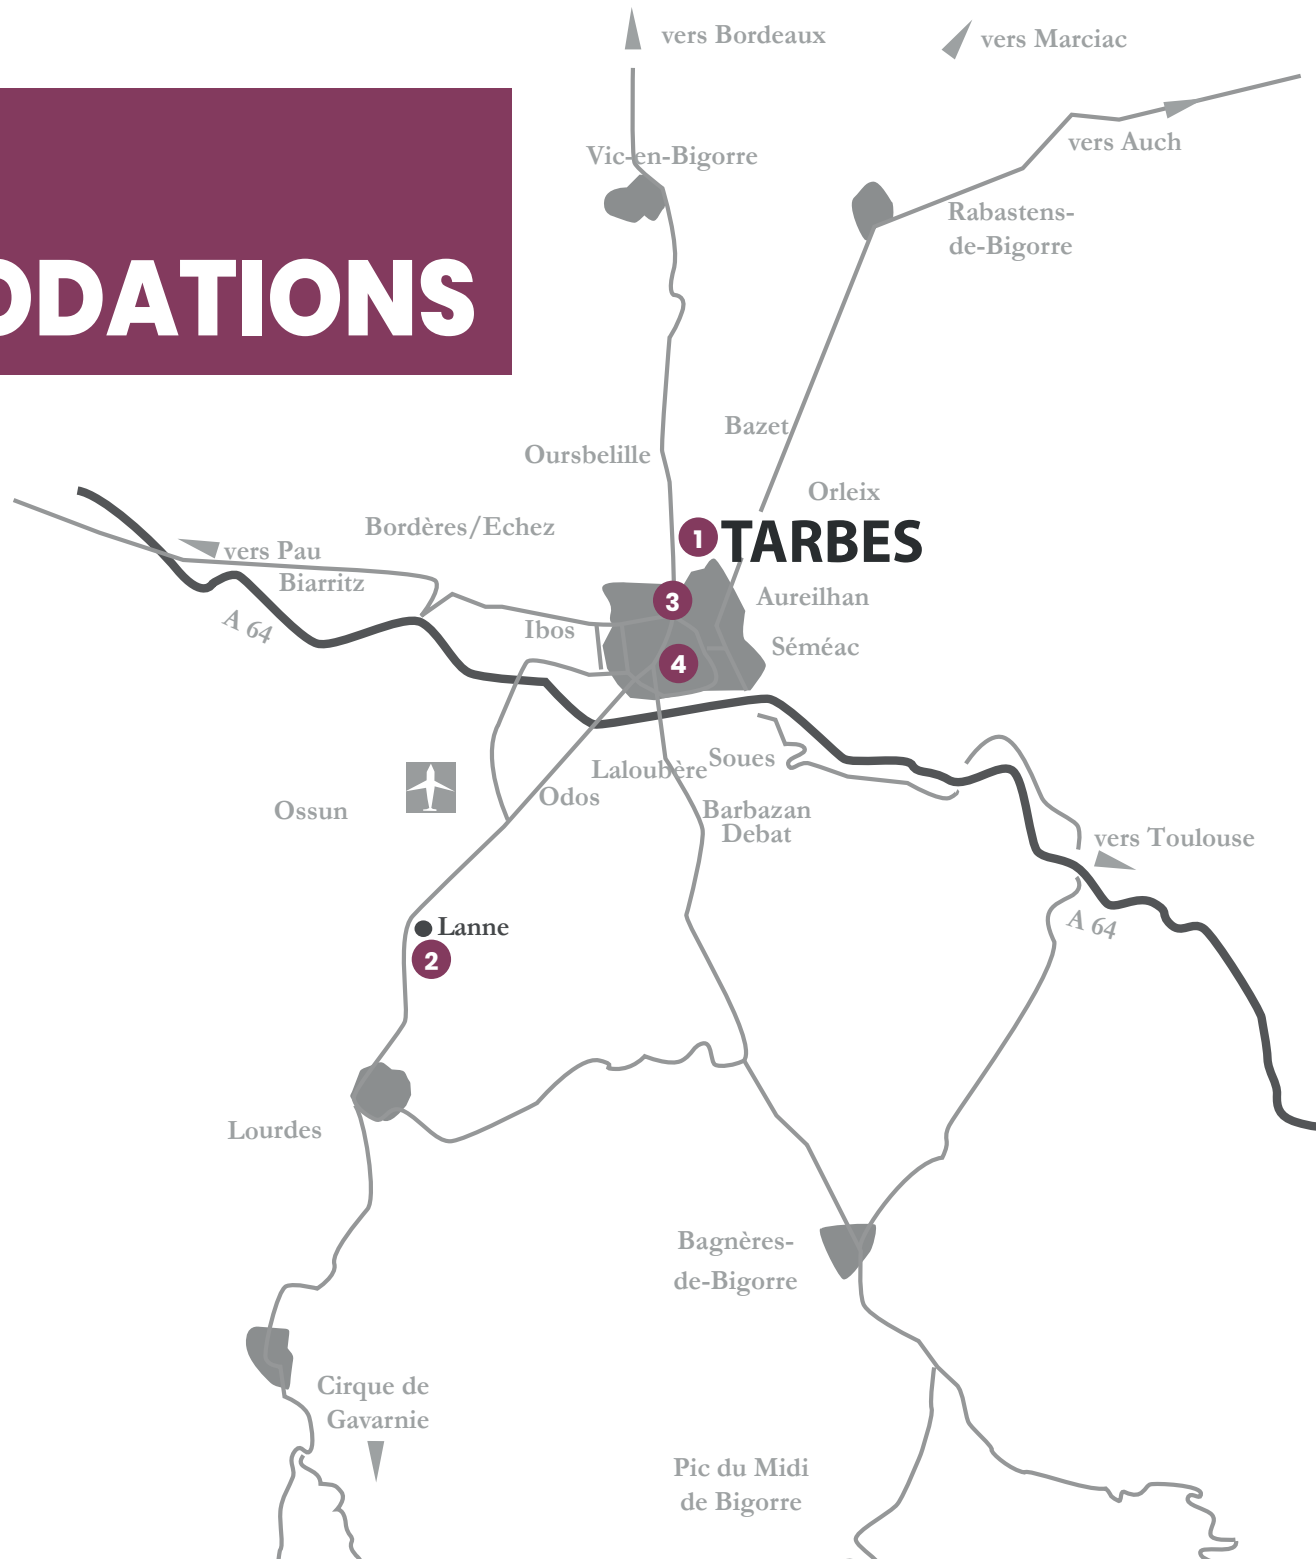 vers Bordeaux
vers Marciac
vers Auch
Vic-en-Bigorre
Rabastens-
de-Bigorre
ODATIONS
Bazet
Oursbelille
Orleix
Bordères/Echez
1 TARBES
vers Pau
Biarritz
A 64
3
Aureilhan
Ibos
Séméac
4
Laloubère
Soues
Odos
Ossun
Barbazan
Debat
vers Toulouse
A 64
Lanne
2
Lourdes
Bagnères-
de-Bigorre
Cirque de
Gavarnie
Pic du Midi
de Bigorre